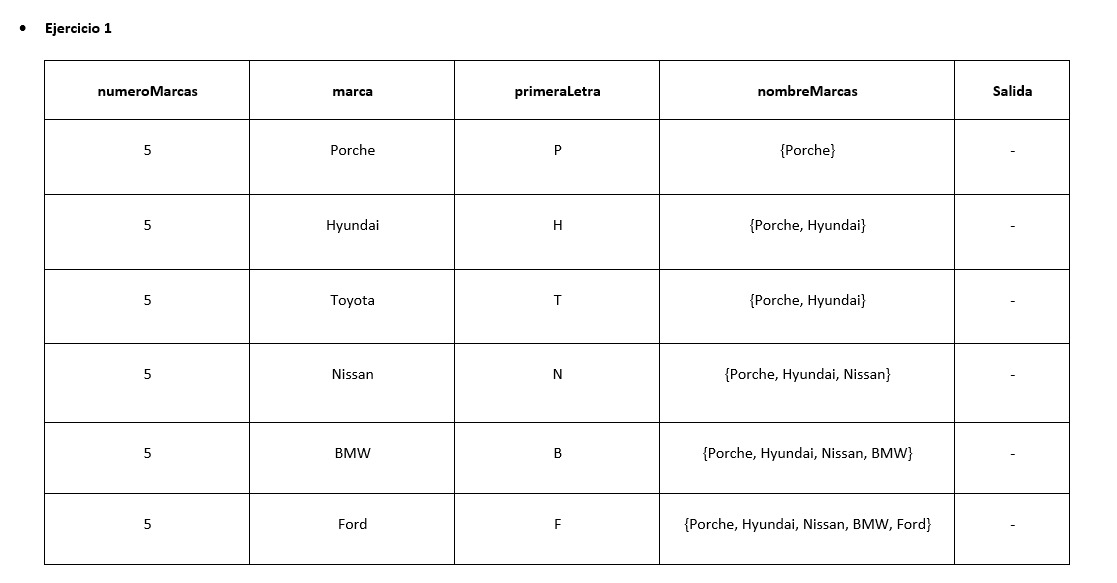 • Ejercicio 1
numeroMarcas marca primeraLetra nombreMarcas Salida
5 Porche P {Porche} -
5 Hyundai H {Porche, Hyundai} -
5 Toyota T {Porche, Hyundai} -
5 Nissan N {Porche, Hyundai, Nissan} -
5 BMW B {Porche, Hyundai, Nissan, BMW} -
5 Ford F {Porche, Hyundai, Nissan, BMW, Ford} -